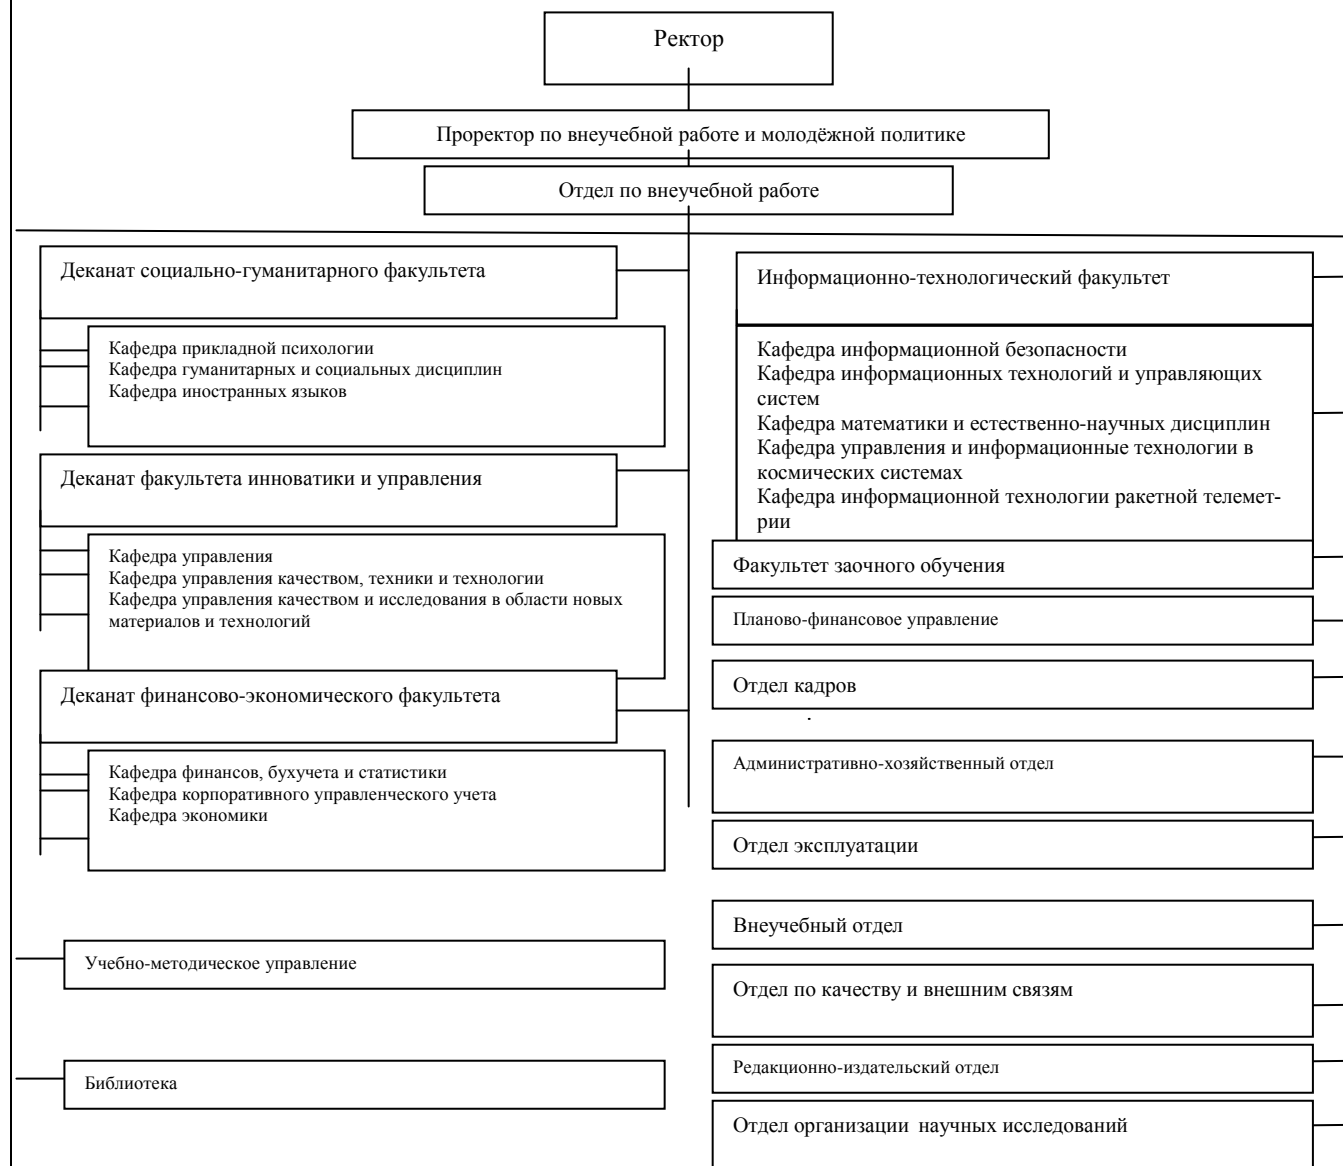 Ректор
Проректор по внеучебной работе и молодёжной политике
Отдел по внеучебной работе
Деканат социально-гуманитарного факультета
Кафедра прикладной психологии
Кафедра гуманитарных и социальных дисциплин
Кафедра иностранных языков
Деканат факультета инноватики и управления
Кафедра управления
Кафедра управления качеством, техники и технологии
Кафедра управления качеством и исследования в области новых
материалов и технологий
Деканат финансово-экономического факультета
Кафедра финансов, бухучета и статистики
Кафедра корпоративного управленческого учета
Кафедра экономики
Учебно-методическое управление
Библиотека
Информационно-технологический факультет
Кафедра информационной безопасности
Кафедра информационных технологий и управляющих
систем
Кафедра математики и естественно-научных дисциплин
Кафедра управления и информационные технологии в
космических системах
Кафедра информационной технологии ракетной телемет-
рии
Факультет заочного обучения
Планово-финансовое управление
Отдел кадров
.
Административно-хозяйственный отдел
Отдел эксплуатации
Внеучебный отдел
Отдел по качеству и внешним связям
Редакционно-издательский отдел
Отдел организации научных исследований